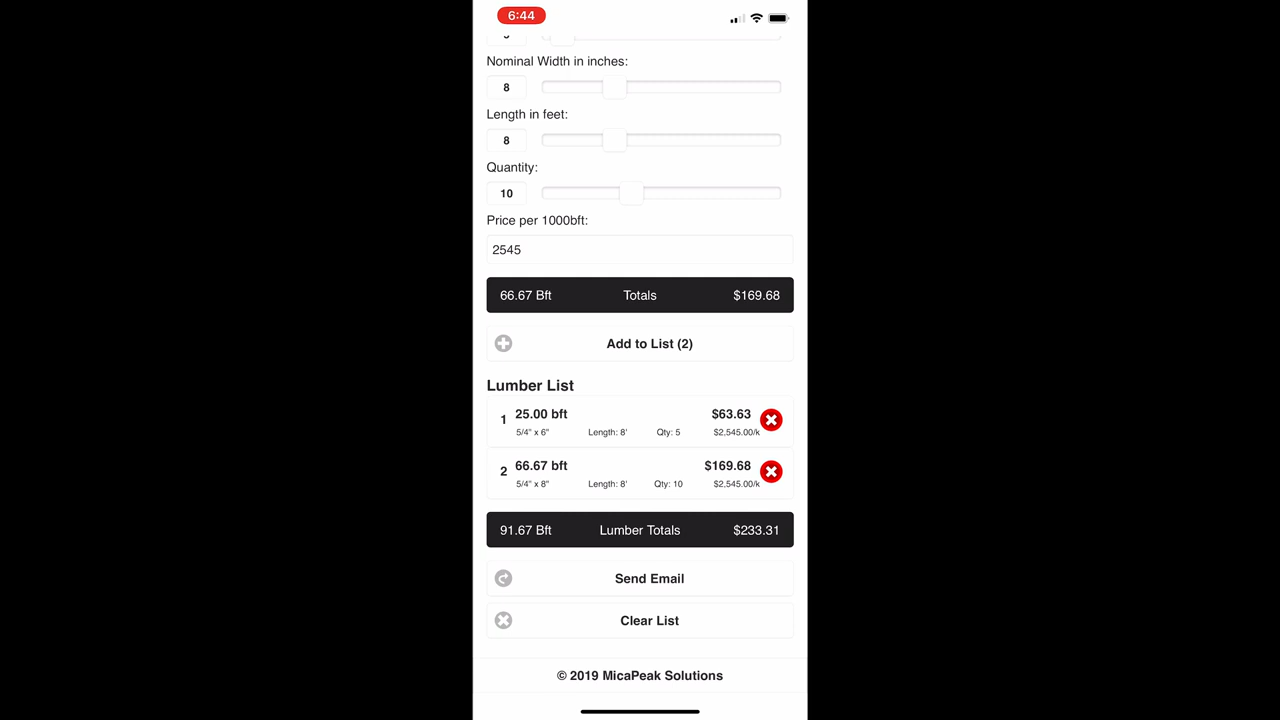 6:44
Nominal Width in inches:
8
Length in feet:
8
Quantity:
10
Price per 1000bft:
2545
66.67 Bft Totals $169.68
Add to List (2)
Lumber List
1 25.00 bft $63.63
5/4" x 6" Length: 8' Qty: 5 $2,545.00/k
2 66.67 bft $169.68
5/4" x 8" Length: 8' Qty: 10 $2,545.00/k
91.67 Bft Lumber Totals $233.31
Send Email
Clear List
© 2019 MicaPeak Solutions